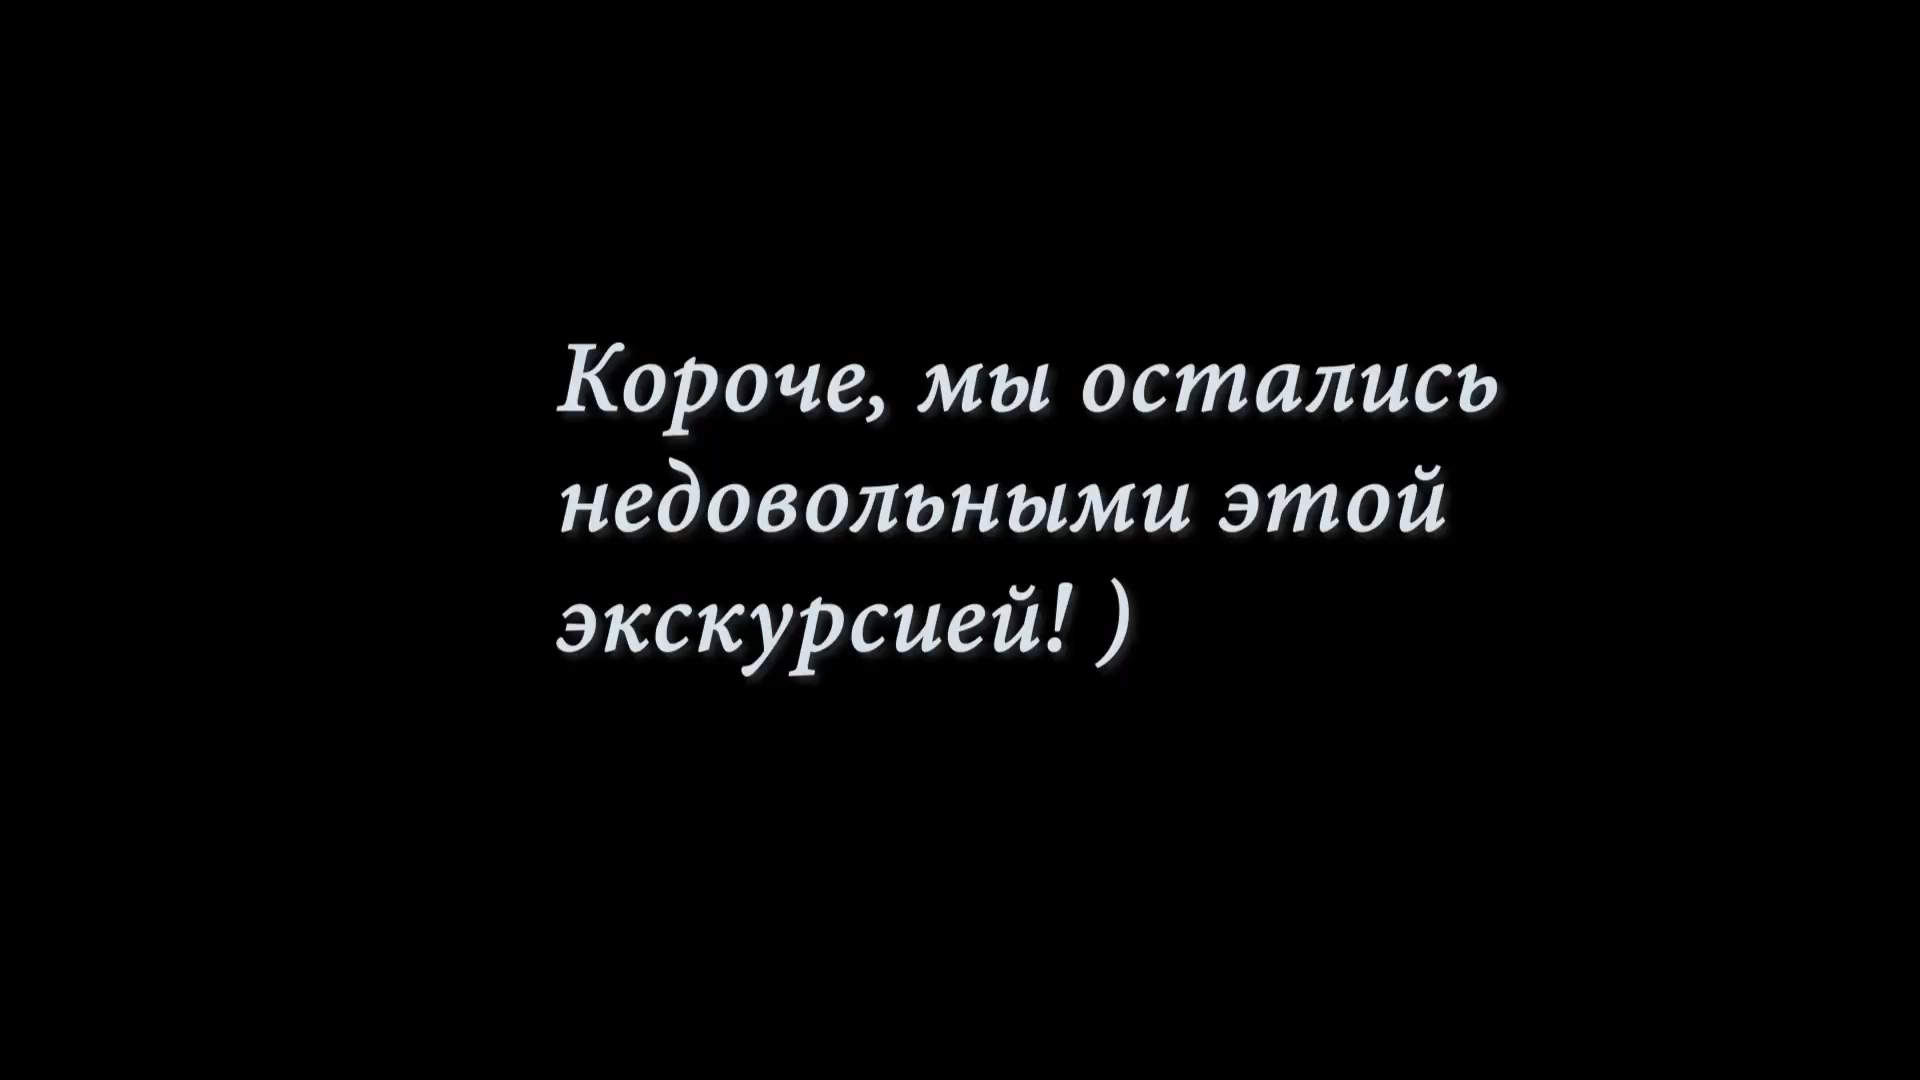 Короче, мы остались
недовольными этой
экскурсией! )